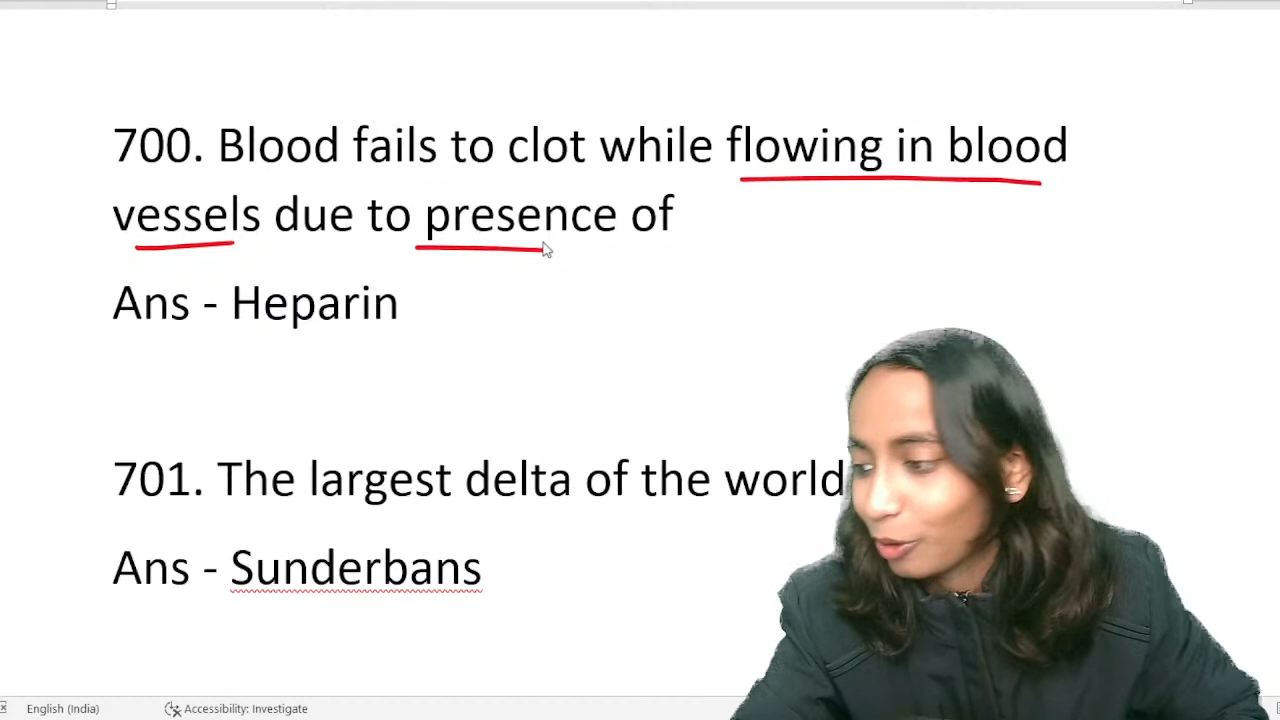 700. Blood fails to clot while flowing in blood
vessels due to presence of
Ans - Heparin
701. The largest delta of the world
Ans - Sunderbans
English (India)
Accessibility: Investigate